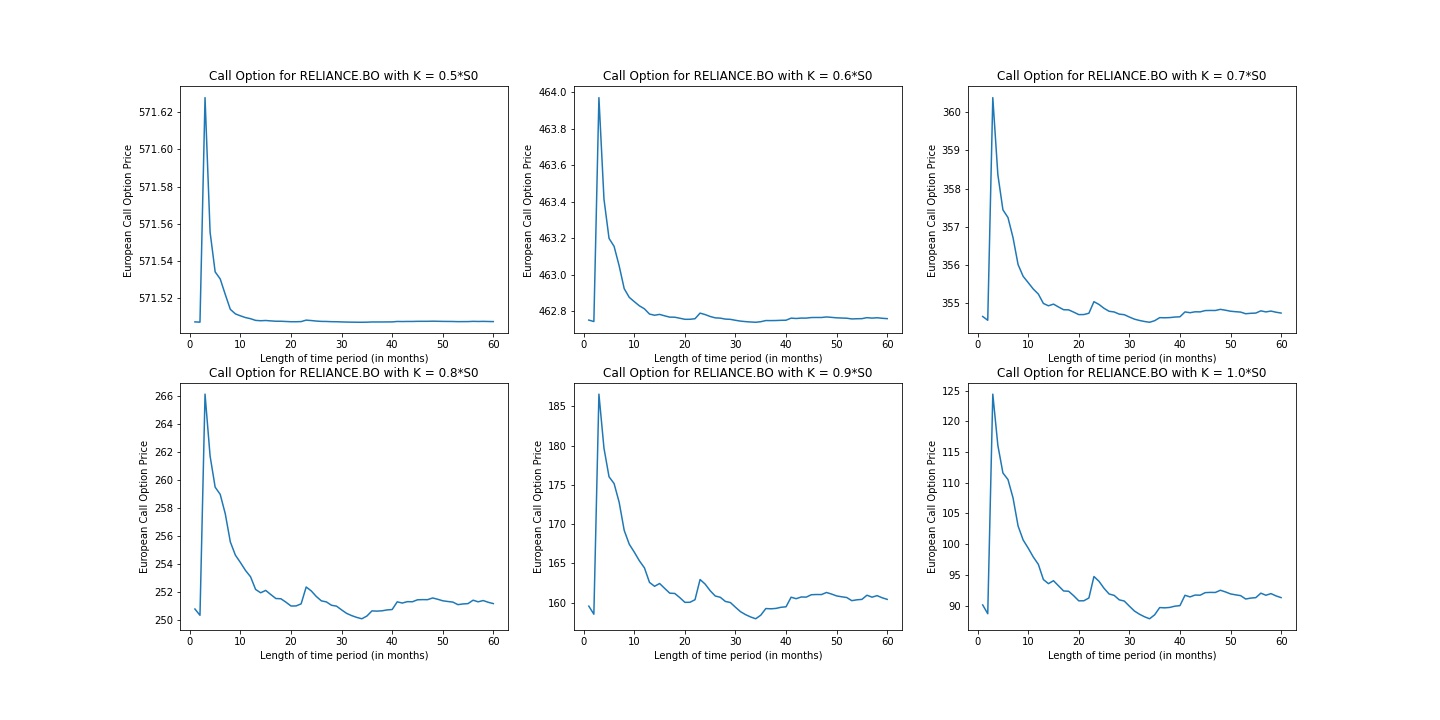 Call Option for RELIANCE.BO with K = 0.5*S0
European Call Option Price
571.62
571.60
571.58
571.56
571.54
571.52
0 10 20 30 40 50 60
Length of time period (in months)
Call Option for RELIANCE.BO with K = 0.6*S0
European Call Option Price
464.0
463.8
463.6
463.4
463.2
463.0
462.8
0 10 20 30 40 50 60
Length of time period (in months)
Call Option for RELIANCE.BO with K = 0.7*S0
European Call Option Price
360
359
358
357
356
355
0 10 20 30 40 50 60
Length of time period (in months)
Call Option for RELIANCE.BO with K = 0.8*S0
European Call Option Price
266
264
262
260
258
256
254
252
250
0 10 20 30 40 50 60
Length of time period (in months)
Call Option for RELIANCE.BO with K = 0.9*S0
European Call Option Price
185
180
175
170
165
160
0 10 20 30 40 50 60
Length of time period (in months)
Call Option for RELIANCE.BO with K = 1.0*S0
European Call Option Price
125
120
115
110
105
100
95
90
0 10 20 30 40 50 60
Length of time period (in months)